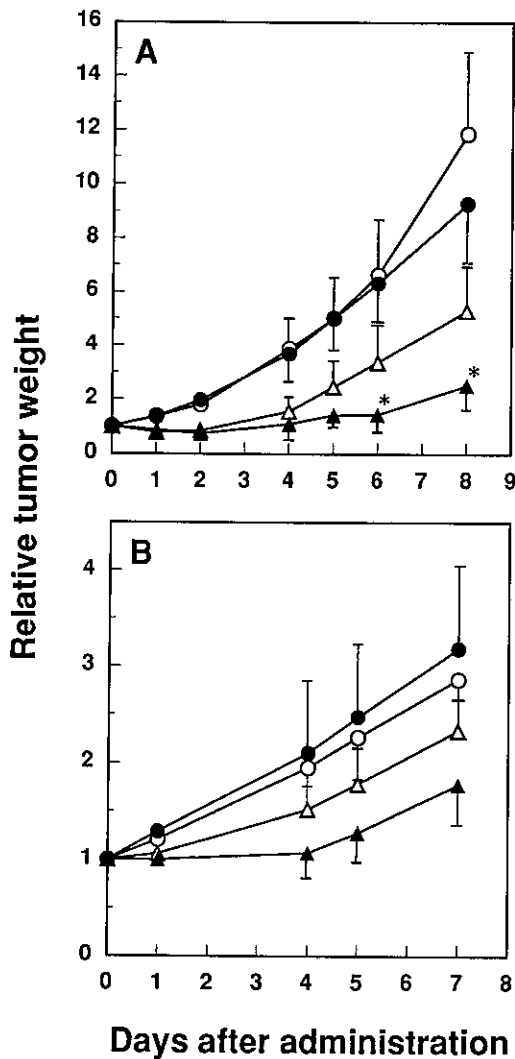 Relative tumor weight
A
16
14
12
10
8
6
4
2
0
*
*
0 1 2 3 4 5 6 7 8 9
B
4
3
2
1
0
0 1 2 3 4 5 6 7 8
Days after administration